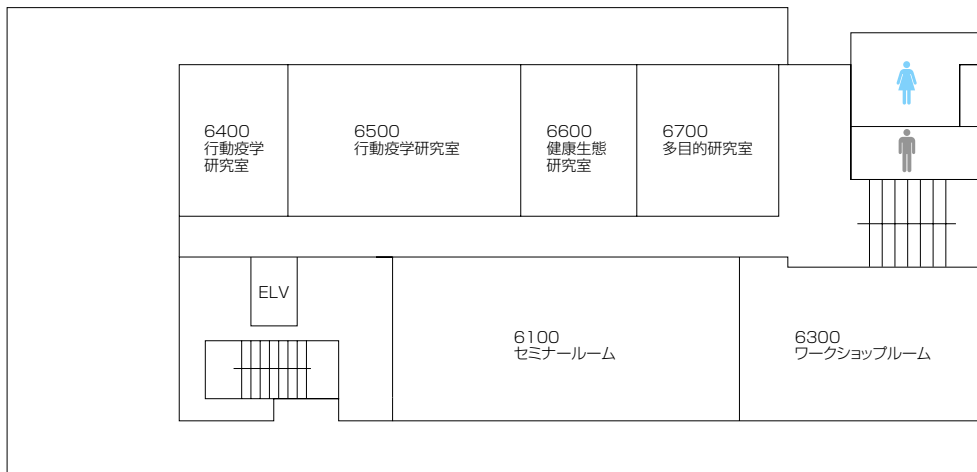 6400
行動疫学
研究室
6500
行動疫学研究室
6600
健康生態
研究室
6700
多目的研究室
ELV
6100
セミナールーム
6300
ワークショップルーム